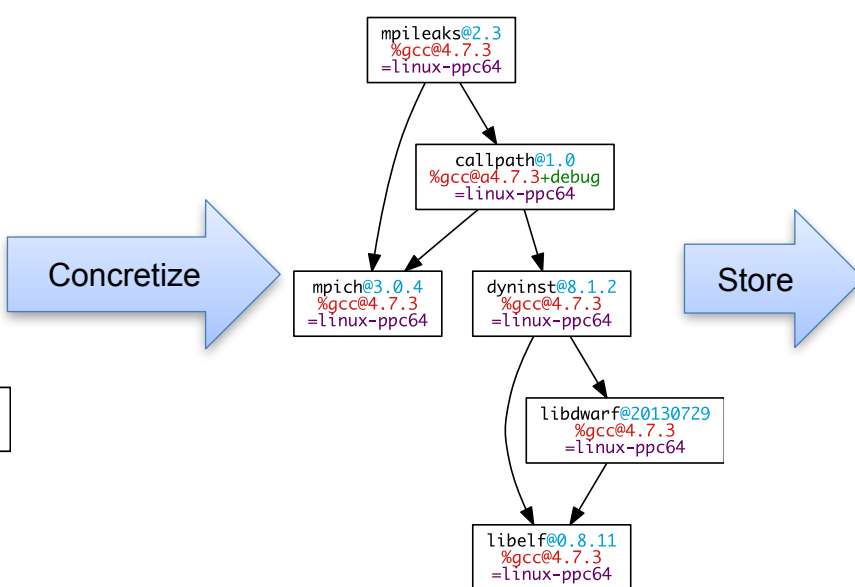 mpileaks@2.3
%gcc@4.7.3
=linux-ppc64
callpath@1.0
%gcc@a4.7.3+debug
=linux-ppc64
Concretize
mpich@3.0.4
%gcc@4.7.3
=linux-ppc64
dyninst@8.1.2
%gcc@4.7.3
=linux-ppc64
Store
libdwarf@20130729
%gcc@4.7.3
=linux-ppc64
libelf@0.8.11
%gcc@4.7.3
=linux-ppc64